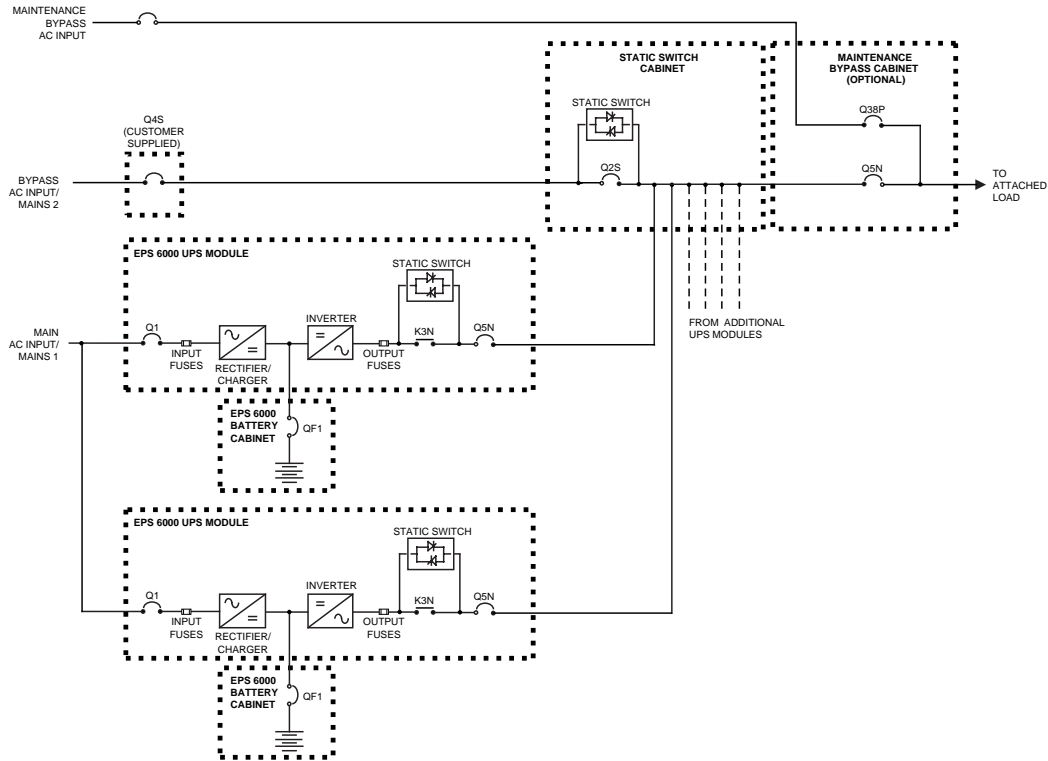 MAINTENANCE
BYPASS
AC INPUT
STATIC SWITCH
CABINET
MAINTENANCE
BYPASS CABINET
(OPTIONAL)
STATIC SWITCH
Q38P
Q4S
(CUSTOMER
SUPPLIED)
BYPASS
AC INPUT/
MAINS 2
Q2S
Q5N
TO
ATTACHED
LOAD
EPS 6000 UPS MODULE
STATIC SWITCH
FROM ADDITIONAL
UPS MODULES
MAIN
AC INPUT/
MAINS 1
Q1
INPUT
FUSES
RECTIFIER/
CHARGER
INVERTER
OUTPUT
FUSES
K3N
Q5N
EPS 6000
BATTERY
CABINET
QF1
EPS 6000 UPS MODULE
STATIC SWITCH
Q1
INPUT
FUSES
RECTIFIER/
CHARGER
INVERTER
OUTPUT
FUSES
K3N
Q5N
EPS 6000
BATTERY
CABINET
QF1